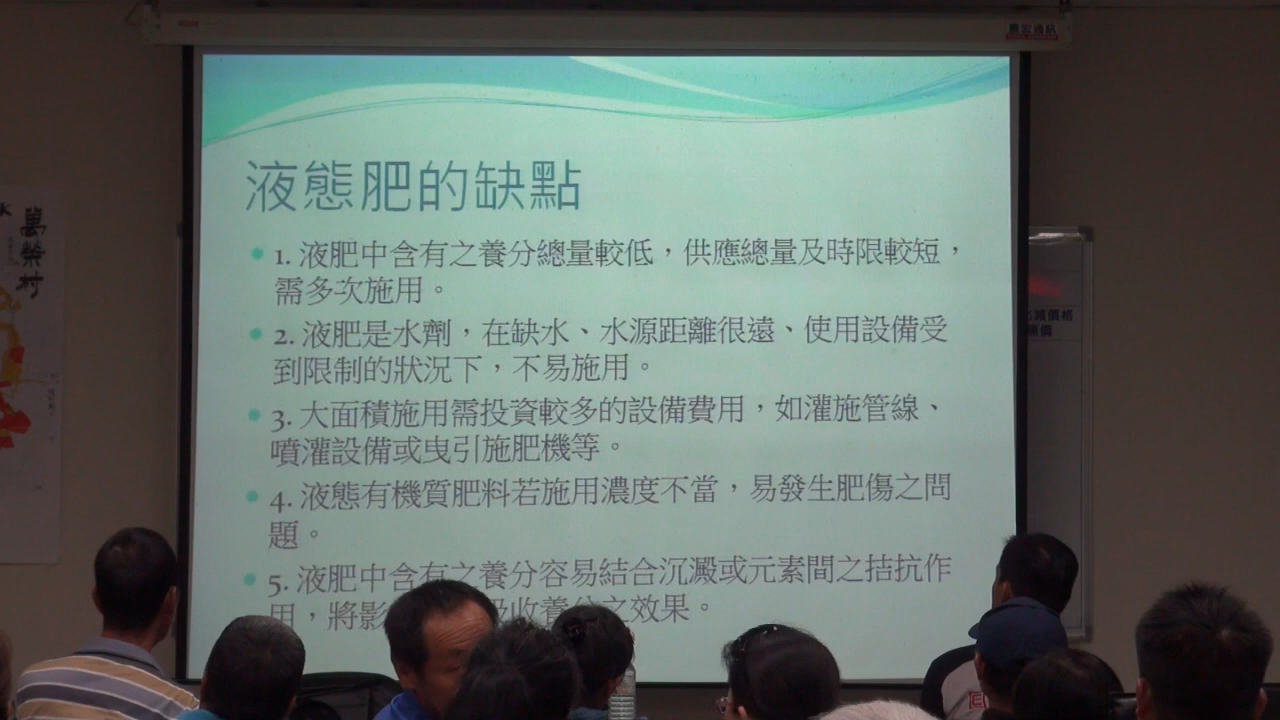 液態肥的缺點
1. 液肥中含有之養分總量較低，供應總量及時限較短，
需多次施用。
2. 液肥是水劑，在缺水、水源距離很遠、使用設備受
到限制的狀況下，不易施用。
3. 大面積施用需投資較多的設備費用，如灌施管線、
噴灌設備或曳引施肥機等。
4. 液態有機質肥料若施用濃度不當，易發生肥傷之問
題。
5. 液肥中含有之養分容易結合沉澱或元素間之拮抗作
用，將影 吸收養分之效果。
萬榮村
減價格